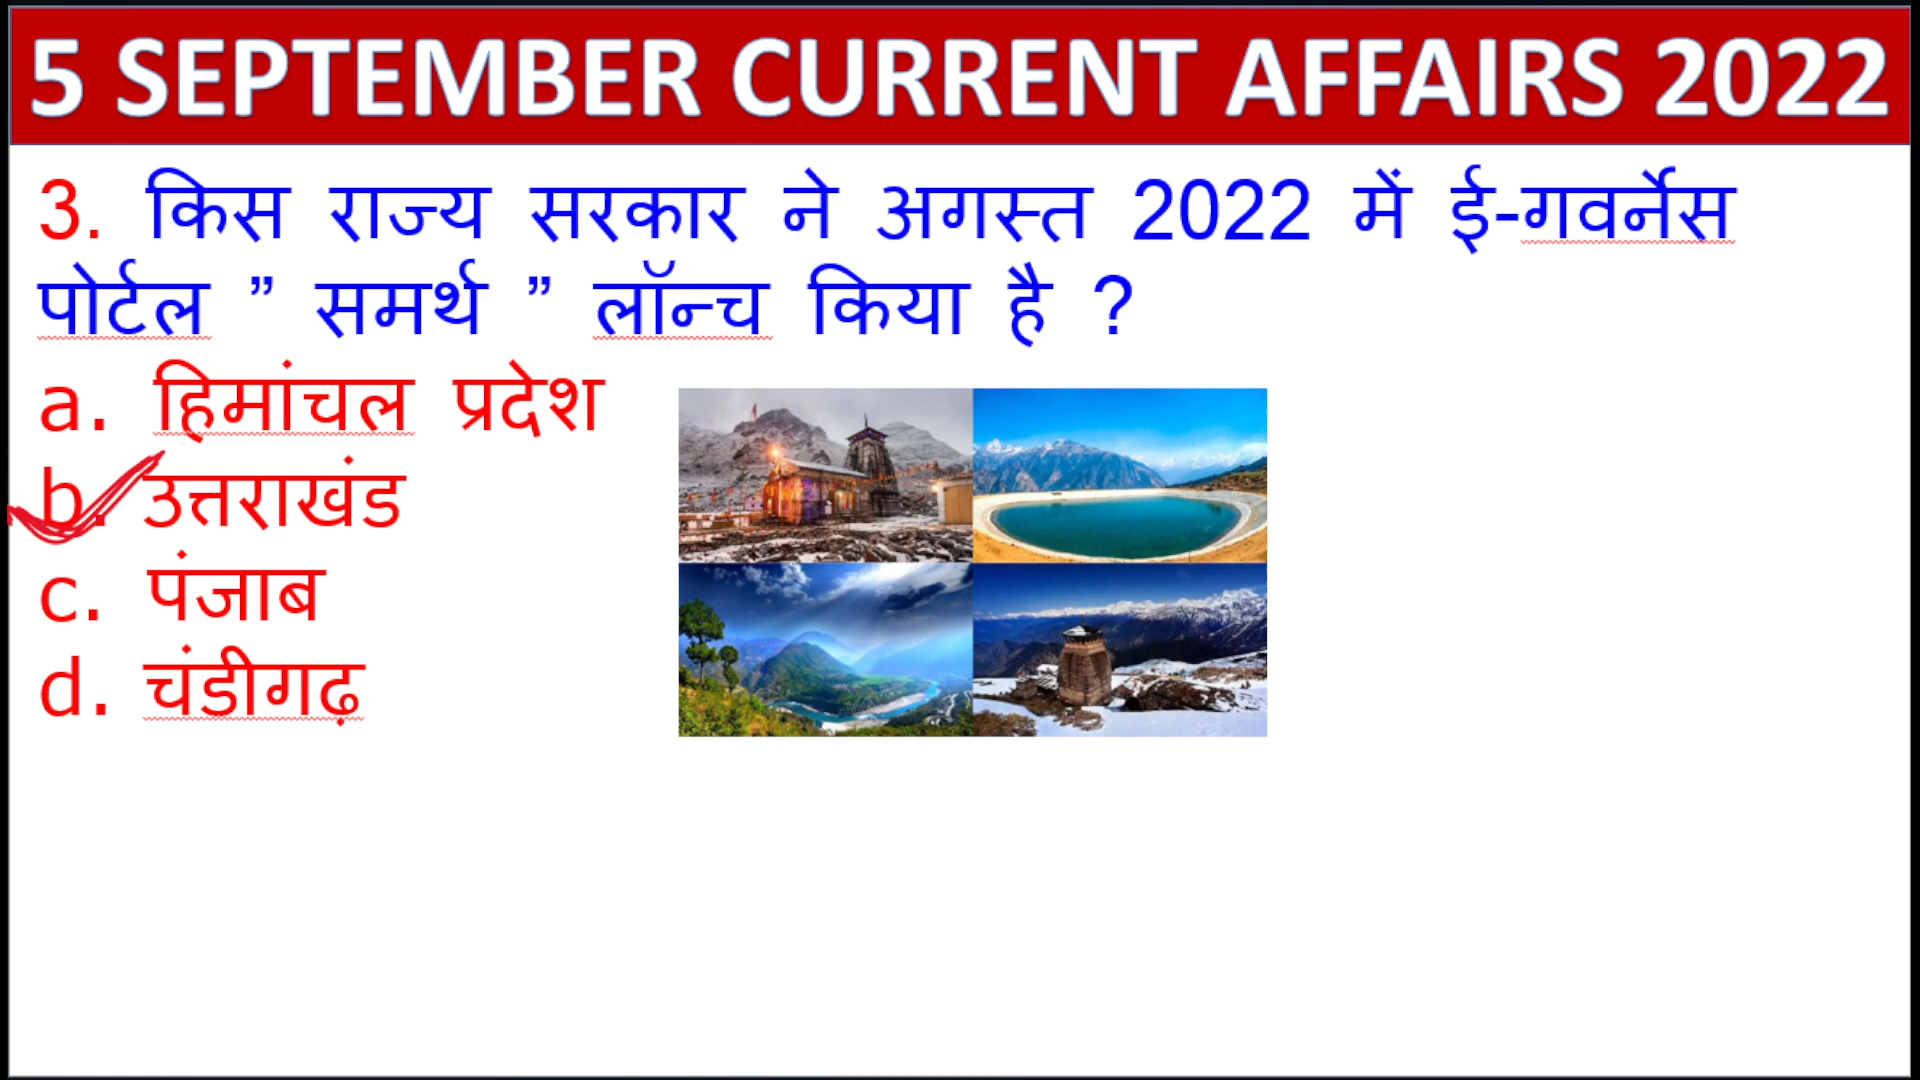 5 SEPTEMBER CURRENT AFFAIRS 2022
3. किस राज्य सरकार ने अगस्त 2022 में ई-गवर्नेस
पोर्टल ” समर्थ ” लॉन्च किया है ?
a. हिमांचल प्रदेश
b. उत्तराखंड
c. पंजाब
d. चंडीगढ़